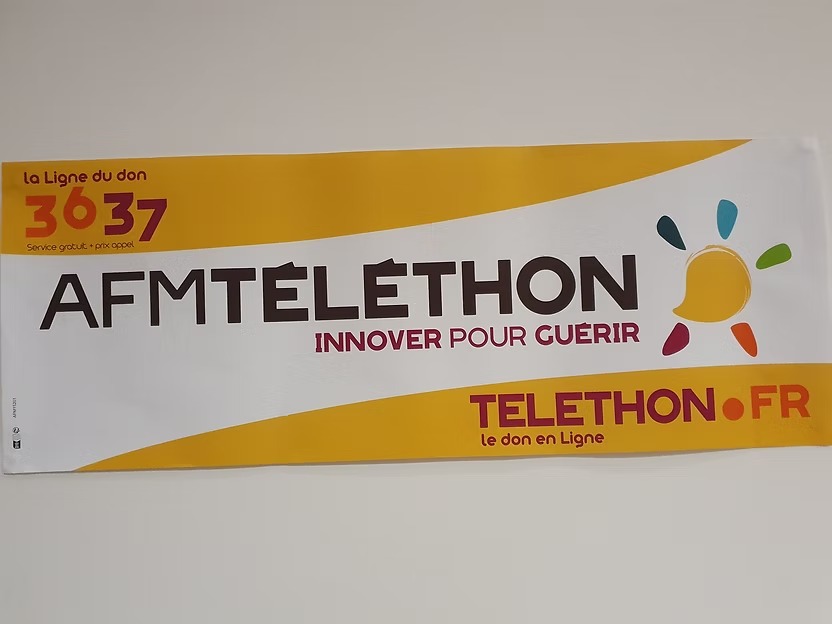 la Ligne du don
3637
Service gratuit + prix appel
AFMTÉLÉTHON
INNOVER POUR GUÉRIR
TELETHON.FR
le don en Ligne